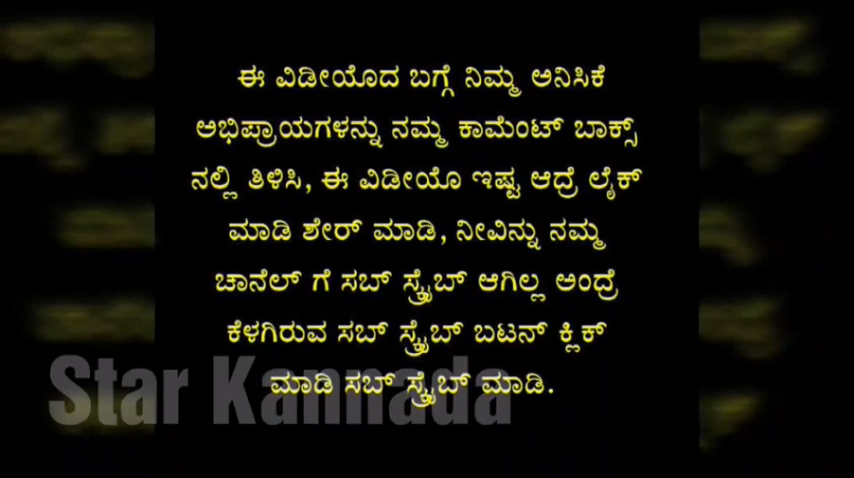 ಈ ವಿಡೀಯೊದ ಬಗ್ಗೆ ನಿಮ್ಮ ಅನಿಸಿಕೆ
ಅಭಿಪ್ರಾಯಗಳನ್ನು ನಮ್ಮ ಕಾಮೆಂಟ್ ಬಾಕ್ಸ್
ನಲ್ಲಿ ತಿಳಿಸಿ, ಈ ವಿಡೀಯೊ ಇಷ್ಟ ಆದ್ರೆ ಲೈಕ್
ಮಾಡಿ ಶೇರ್ ಮಾಡಿ, ನೀವಿನ್ನು ನಮ್ಮ
ಚಾನೆಲ್ ಗೆ ಸಬ್ ಸ್ಕ್ರೈಬ್ ಆಗಿಲ್ಲ ಅಂದ್ರೆ
ಕೆಳಗಿರುವ ಸಬ್ ಸ್ಕ್ರೈಬ್ ಬಟನ್ ಕ್ಲಿಕ್
ಮಾಡಿ ಸಬ್ ಸ್ಕ್ರೈಬ್ ಮಾಡಿ.
Star Kannada